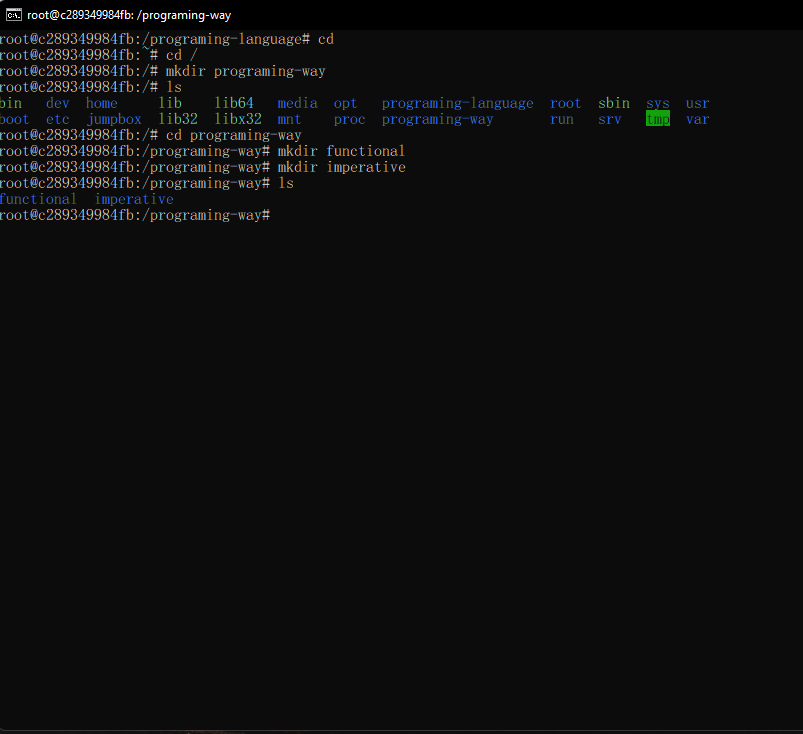 root@c289349984fb: /programing-way
root@c289349984fb:/programing-language# cd
root@c289349984fb:~# cd /
root@c289349984fb:/# mkdir programing-way
root@c289349984fb:/# ls
bin   dev  home      lib    lib64   media  opt   programing-language  root  sbin  sys  usr
boot  etc  jumpbox  lib32  libx32  mnt    proc  programing-way       run   srv   tmp  var
root@c289349984fb:/# cd programing-way
root@c289349984fb:/programing-way# mkdir functional
root@c289349984fb:/programing-way# mkdir imperative
root@c289349984fb:/programing-way# ls
functional  imperative
root@c289349984fb:/programing-way#